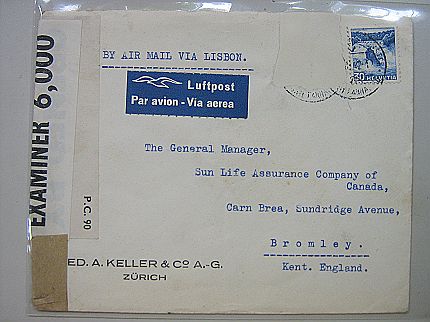 BY AIR MAIL VIA LISBON.
HELVETIA
Luftpost
Par avion - Via aerea
EXAMINER 6,000
P.C. 90
The General Manager,
Sun Life Assurance Company of
Canada,
Carn Brea, Sundridge Avenue,
Bromley.
Kent. England.
ED. A. KELLER & Co A.-G.
ZÜRICH